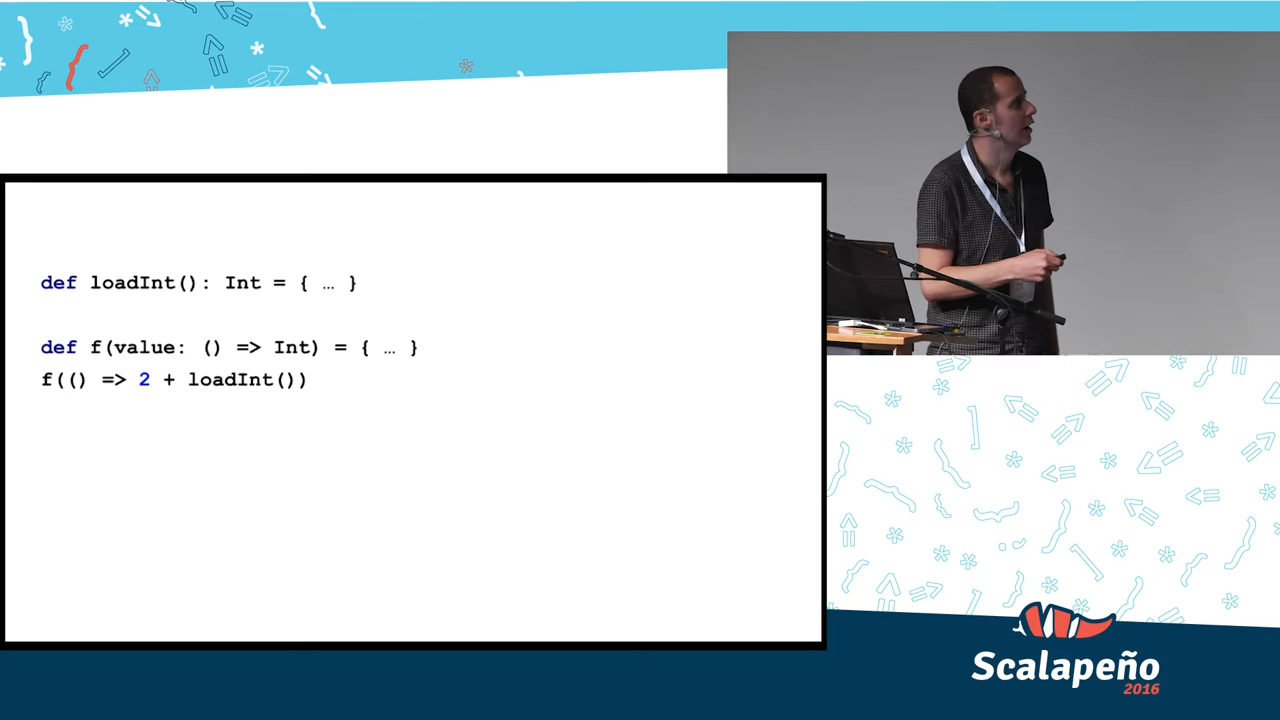 def loadInt(): Int = { … }
def f(value: () => Int) = { … }
f(() => 2 + loadInt())
Scalapeño
2016